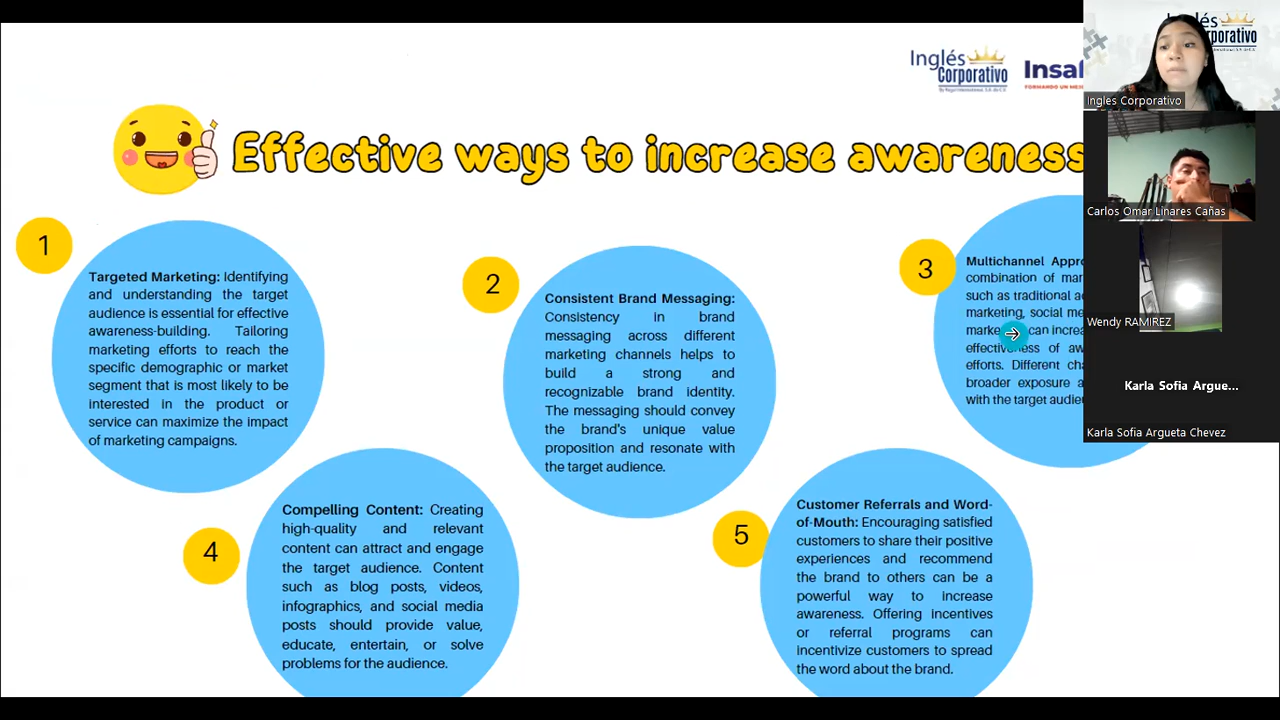 Inglés
Corporativo
By Regal International, S.A. de C.V.
Insaf
Effective ways to increase awareness
1
Targeted Marketing: Identifying
and understanding the target
audience is essential for effective
awareness-building. Tailoring
marketing efforts to reach the
specific demographic or market
segment that is most likely to be
interested in the product or
service can maximize the impact
of marketing campaigns.
2
Consistent Brand Messaging:
Consistency in brand
messaging across different
marketing channels helps to
build a strong and
recognizable brand identity.
The messaging should convey
the brand's unique value
proposition and resonate with
the target audience.
3
Multichannel Appro
combination of mar
such as traditional a
marketing, social me
marke can increa
effectiveness of aw
efforts. Different cha
broader exposure a
with the target audie
4
Compelling Content: Creating
high-quality and relevant
content can attract and engage
the target audience. Content
such as blog posts, videos,
infographics, and social media
posts should provide value,
educate, entertain, or solve
problems for the audience.
5
Customer Referrals and Word-
of-Mouth: Encouraging satisfied
customers to share their positive
experiences and recommend
the brand to others can be a
powerful way to increase
awareness. Offering incentives
or referral programs can
incentivize customers to spread
the word about the brand.
Ingles Corporativo
Carlos Omar Linares Cañas
Wendy RAMIREZ
Karla Sofia Argue...
Karla Sofia Argueta Chevez